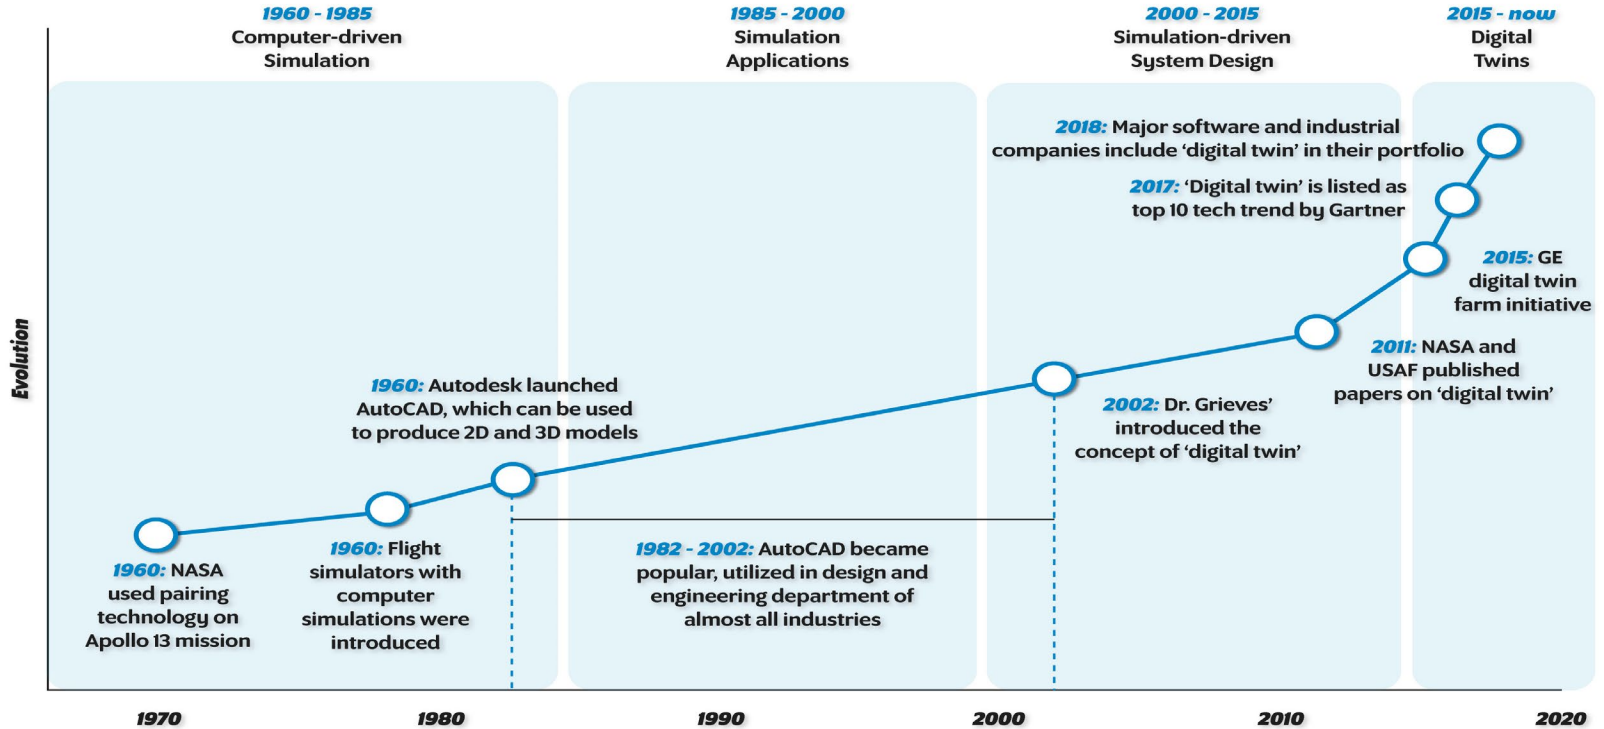 1960 - 1985
Computer-driven
Simulation
1985 - 2000
Simulation
Applications
2000 - 2015
Simulation-driven
System Design
2015 - now
Digital
Twins
2018: Major software and industrial
companies include ‘digital twin’ in their portfolio
2017: ‘Digital twin’ is listed as
top 10 tech trend by Gartner
2015: GE
digital twin
farm initiative
2011: NASA and
USAF published
papers on ‘digital twin’
2002: Dr. Grieves’
introduced the
concept of ‘digital twin’
1960: Autodesk launched
AutoCAD, which can be used
to produce 2D and 3D models
1960: NASA
used pairing
technology on
Apollo 13 mission
1960: Flight
simulators with
computer
simulations were
introduced
1982 - 2002: AutoCAD became
popular, utilized in design and
engineering department of
almost all industries
Evolution
1970
1980
1990
2000
2010
2020